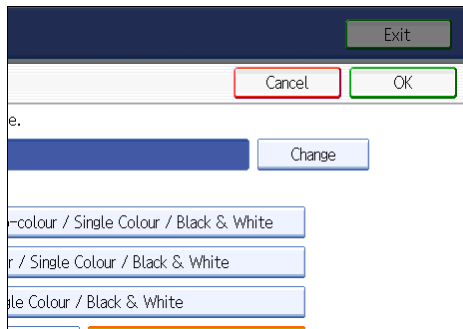 Exit
Cancel OK
e.
Change
-colour / Single Colour / Black & White
r / Single Colour / Black & White
gle Colour / Black & White